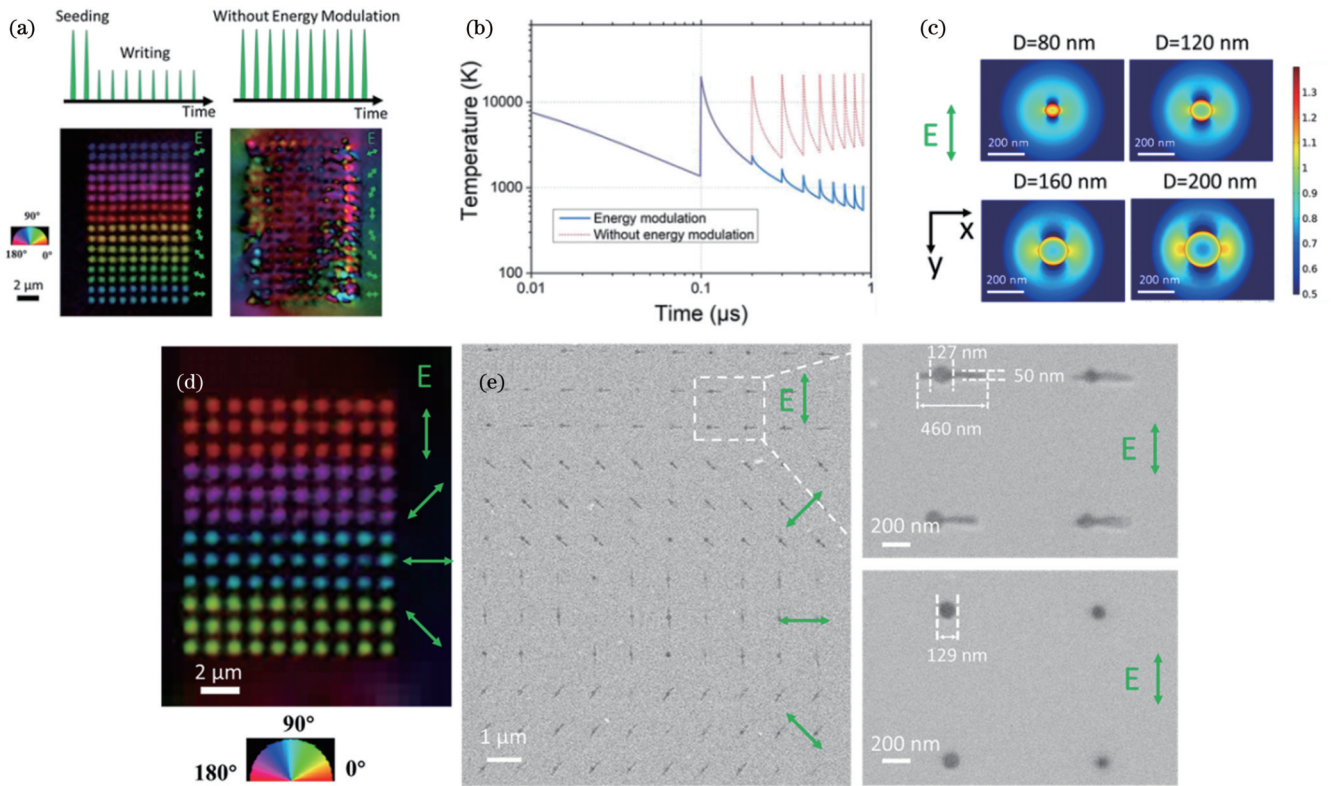 (a)
Seeding
Writing
Time
Without Energy Modulation
Time
E
E
90°
180°
0°
2 μm
(b)
Temperature (K)
10000
1000
100
0.01
0.1
1
Time (μs)
Energy modulation
Without energy modulation
(c)
D=80 nm
D=120 nm
200 nm
200 nm
E
D=160 nm
D=200 nm
200 nm
200 nm
x
y
1.3
1.2
1.1
1
0.9
0.8
0.7
0.6
0.5
(d)
E
2 μm
90°
180°
0°
(e)
E
1 μm
127 nm
50 nm
460 nm
E
200 nm
129 nm
E
200 nm